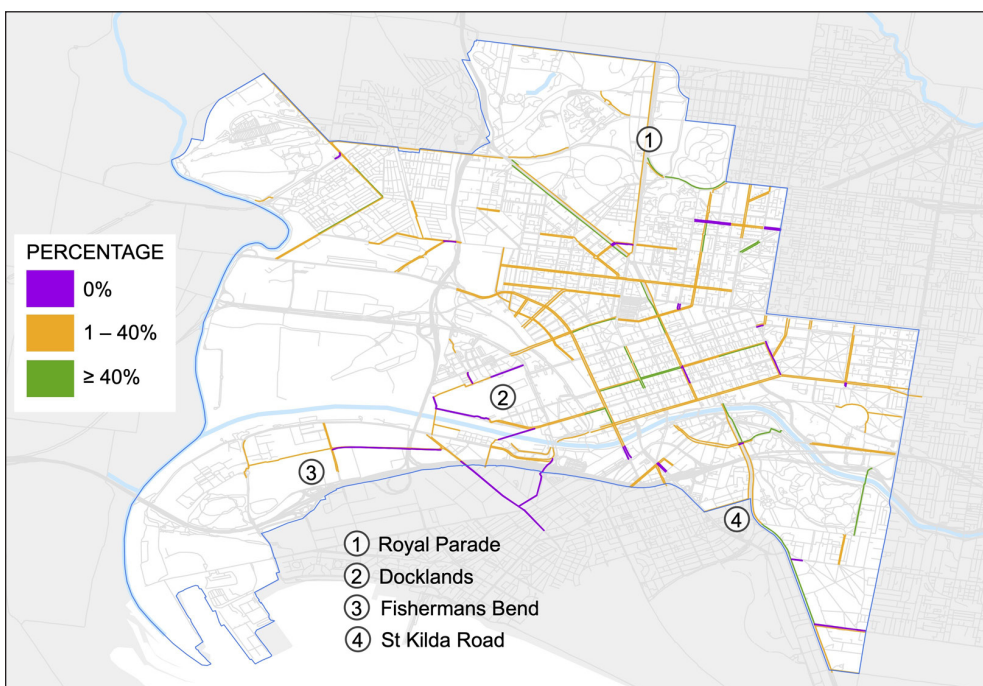 PERCENTAGE
0%
1 – 40%
≥ 40%
1
2
3
4
1 Royal Parade
2 Docklands
3 Fishermans Bend
4 St Kilda Road